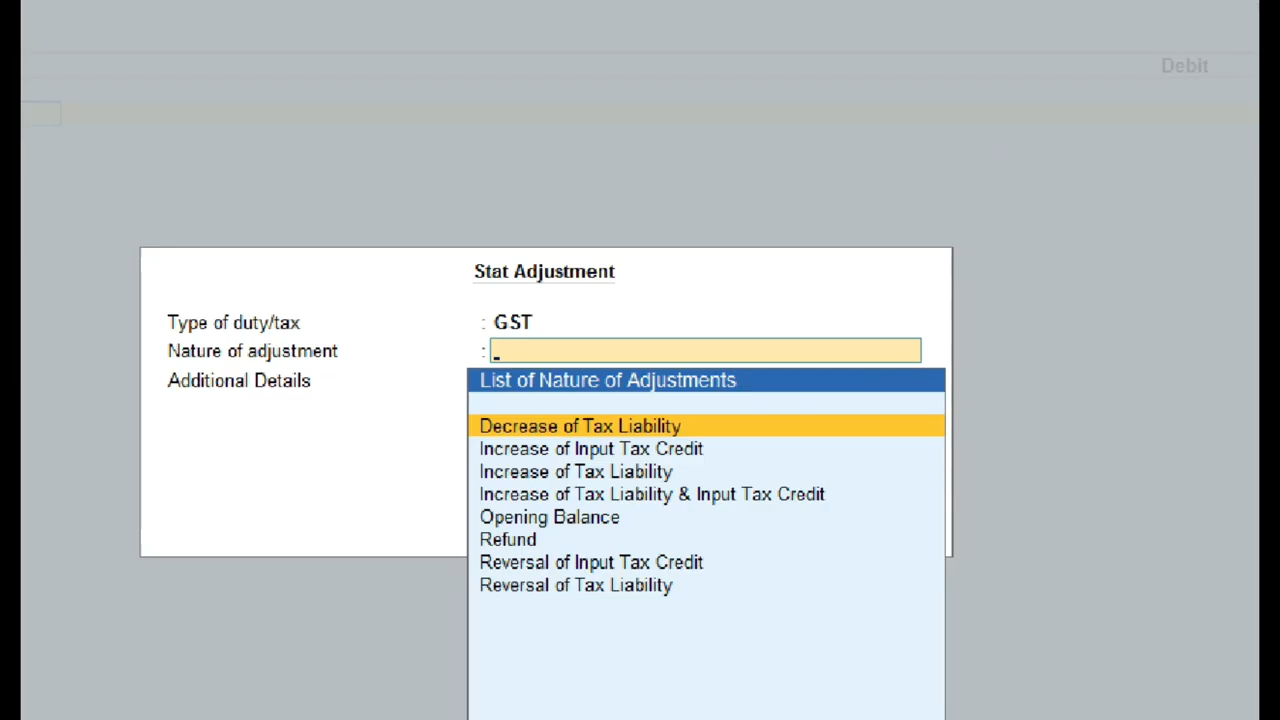 Debit
Stat Adjustment
Type of duty/tax : GST
Nature of adjustment :
Additional Details
List of Nature of Adjustments
Decrease of Tax Liability
Increase of Input Tax Credit
Increase of Tax Liability
Increase of Tax Liability & Input Tax Credit
Opening Balance
Refund
Reversal of Input Tax Credit
Reversal of Tax Liability